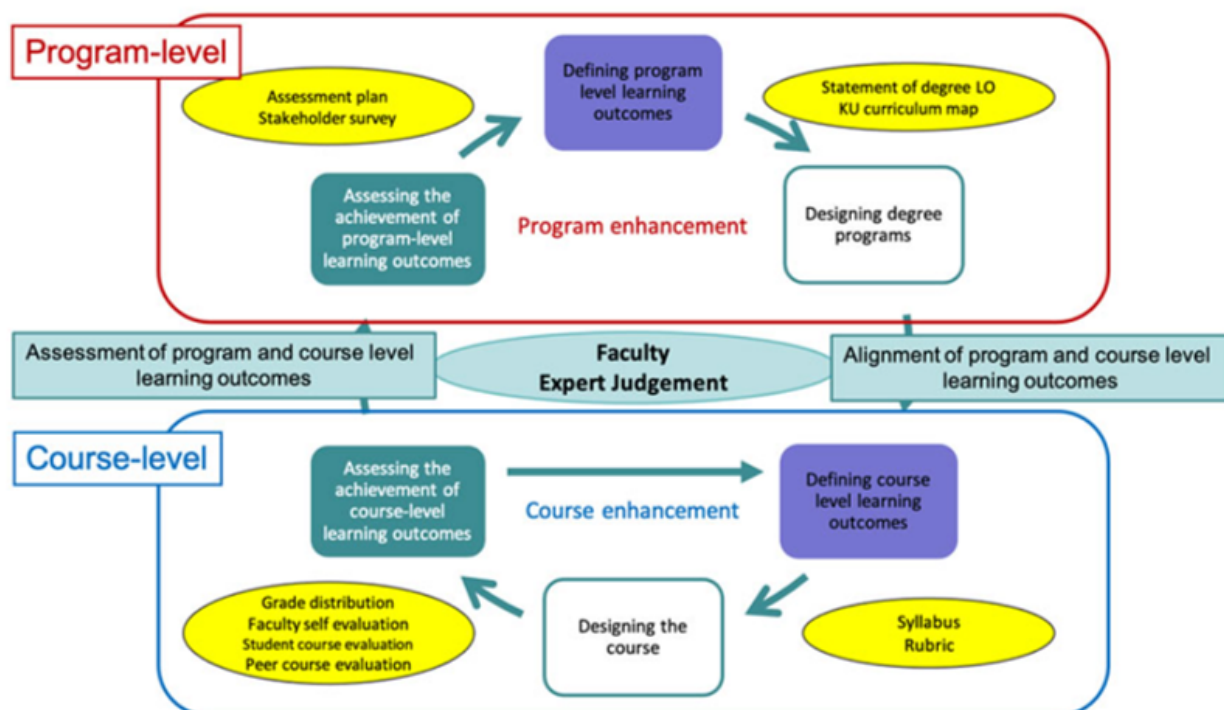 Program-level
Assessment plan
Stakeholder survey
Defining program
level learning
outcomes
Statement of degree LO
KU curriculum map
Assessing the
achievement of
program-level
learning outcomes
Program enhancement
Designing degree
programs
Assessment of program and course level
learning outcomes
Faculty
Expert Judgement
Alignment of program and course level
learning outcomes
Course-level
Assessing the
achievement of
course-level
learning outcomes
Course enhancement
Defining course
level learning
outcomes
Grade distribution
Faculty self evaluation
Student course evaluation
Peer course evaluation
Designing the
course
Syllabus
Rubric